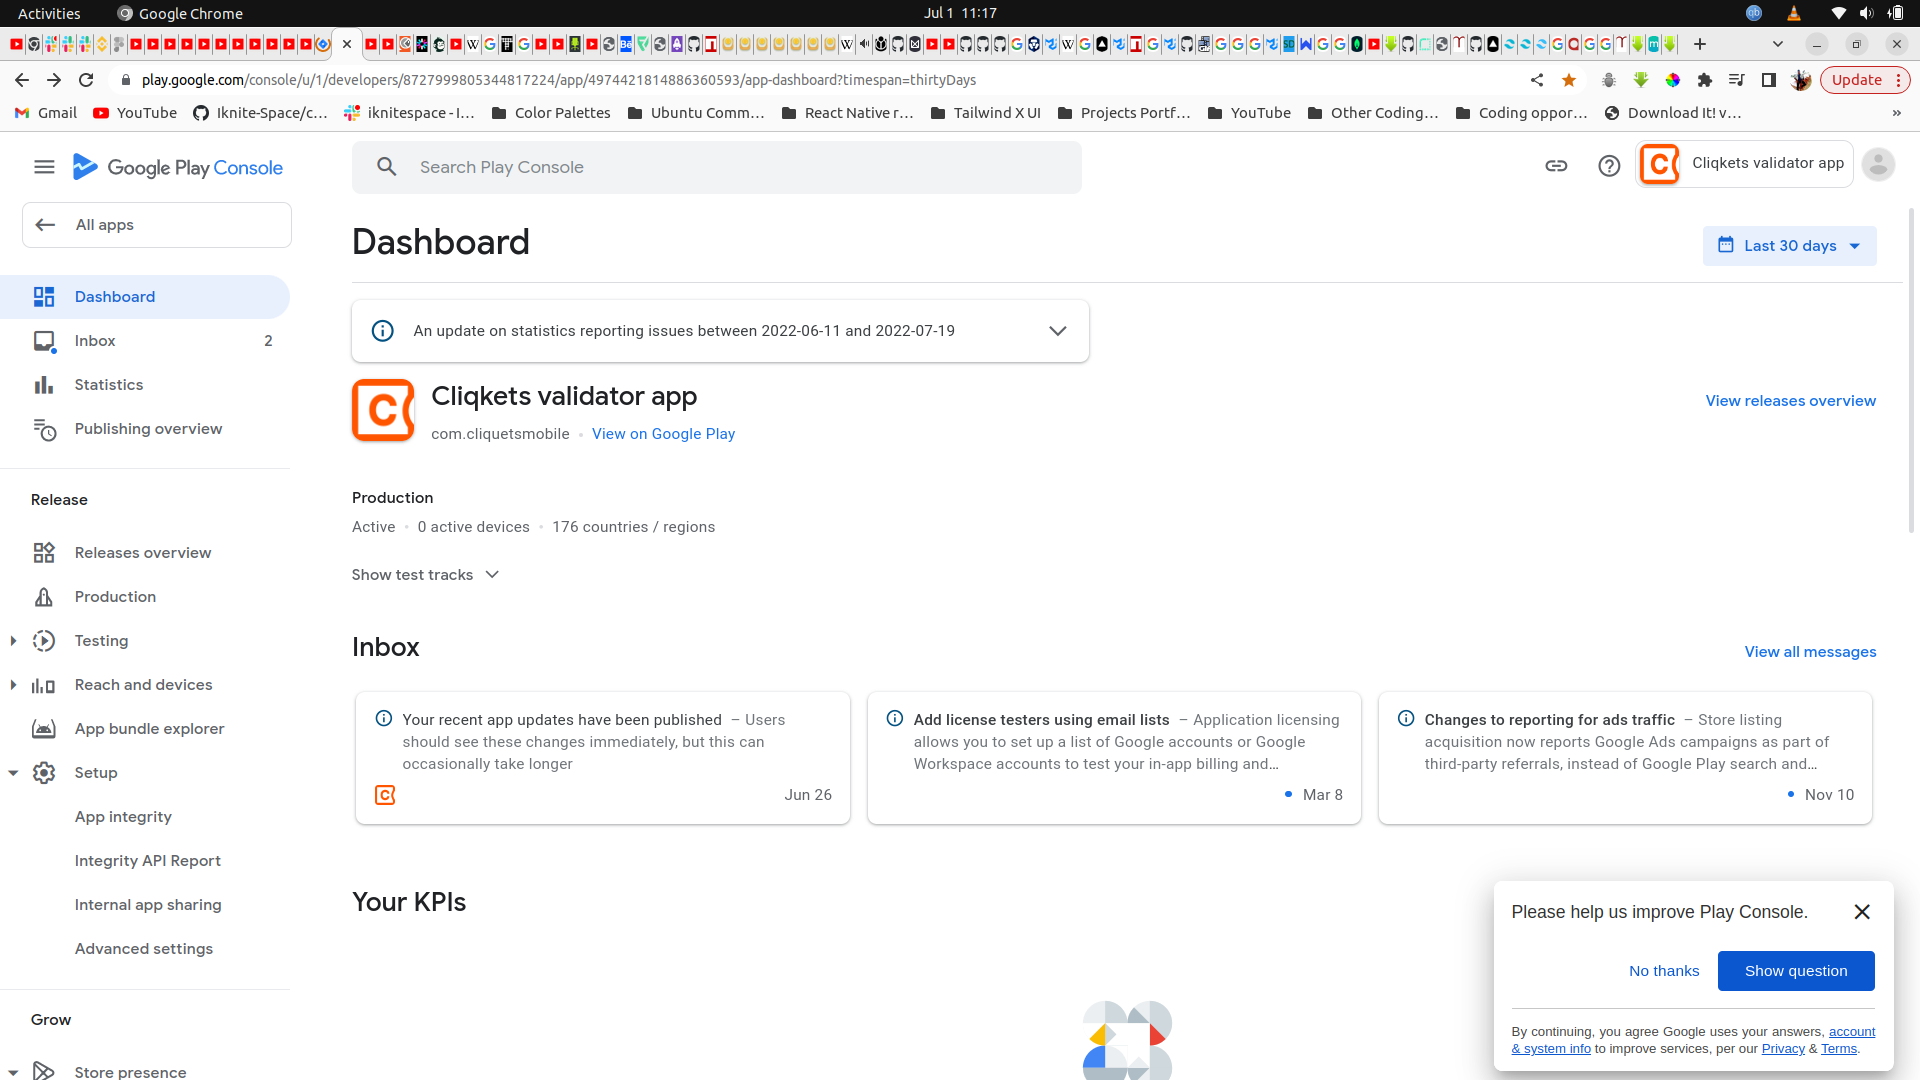 Activities
Google Chrome
Jul 1 11:17
play.google.com/console/u/1/developers/8727999805344817224/app/4974421814886360593/app-dashboard?timespan=thirtyDays
Update
Gmail
YouTube
Iknite-Space/c...
iknitespace - I...
Color Palettes
Ubuntu Comm...
React Native r...
Tailwind X UI
Projects Portf...
YouTube
Other Coding...
Coding oppor...
Download It! v...
»
Google Play Console
Search Play Console
Cliqkets validator app
All apps
Dashboard
Inbox
2
Statistics
Publishing overview
Release
Releases overview
Production
Testing
Reach and devices
App bundle explorer
Setup
App integrity
Integrity API Report
Internal app sharing
Advanced settings
Grow
Store presence
Dashboard
Last 30 days
An update on statistics reporting issues between 2022-06-11 and 2022-07-19
Cliqkets validator app
View releases overview
com.cliquetsmobile • View on Google Play
Production
Active • 0 active devices • 176 countries / regions
Show test tracks
Inbox
View all messages
Your recent app updates have been published – Users
should see these changes immediately, but this can
occasionally take longer
Jun 26
Add license testers using email lists – Application licensing
allows you to set up a list of Google accounts or Google
Workspace accounts to test your in-app billing and...
Mar 8
Changes to reporting for ads traffic – Store listing
acquisition now reports Google Ads campaigns as part of
third-party referrals, instead of Google Play search and...
Nov 10
Your KPIs
Please help us improve Play Console.
No thanks
Show question
By continuing, you agree Google uses your answers, account
& system info to improve services, per our Privacy & Terms.